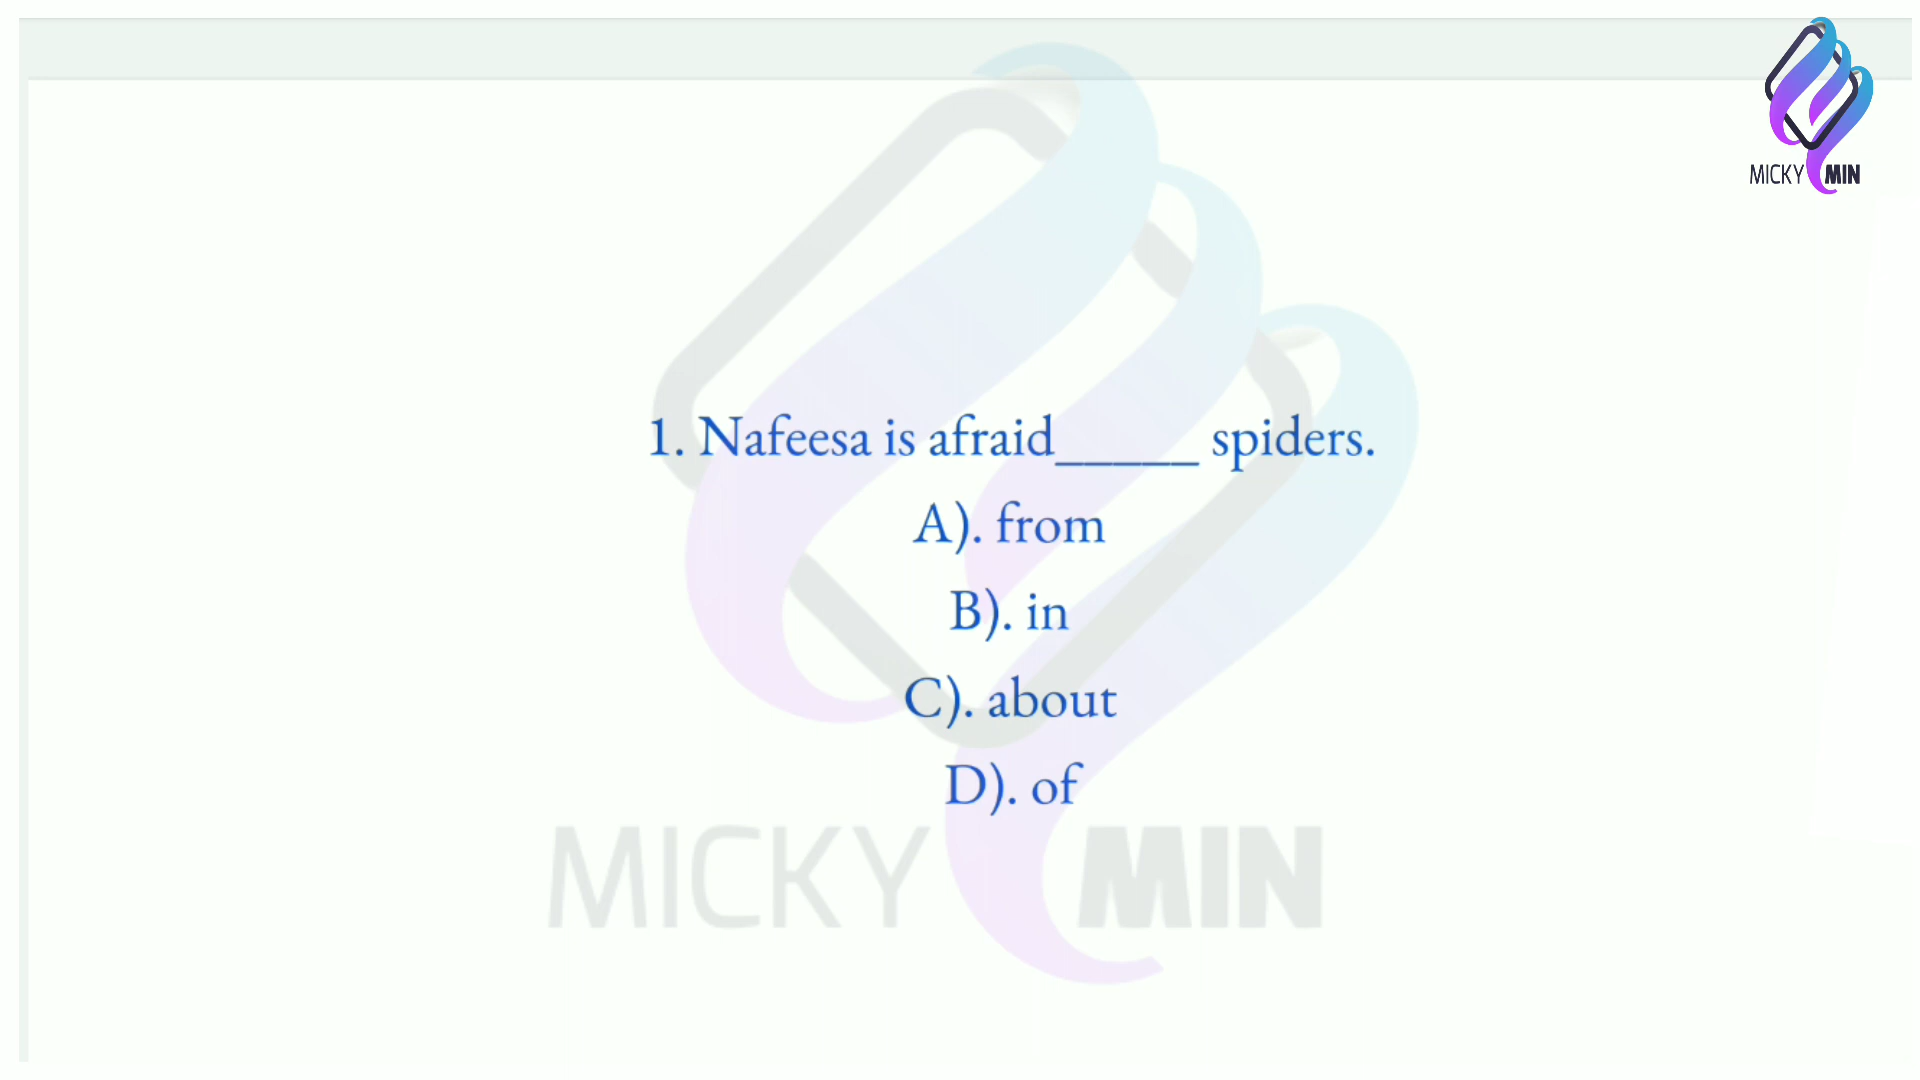 MICKY MIN
1. Nafeesa is afraid_____ spiders.
A). from
B). in
C). about
D). of
MICKY MIN